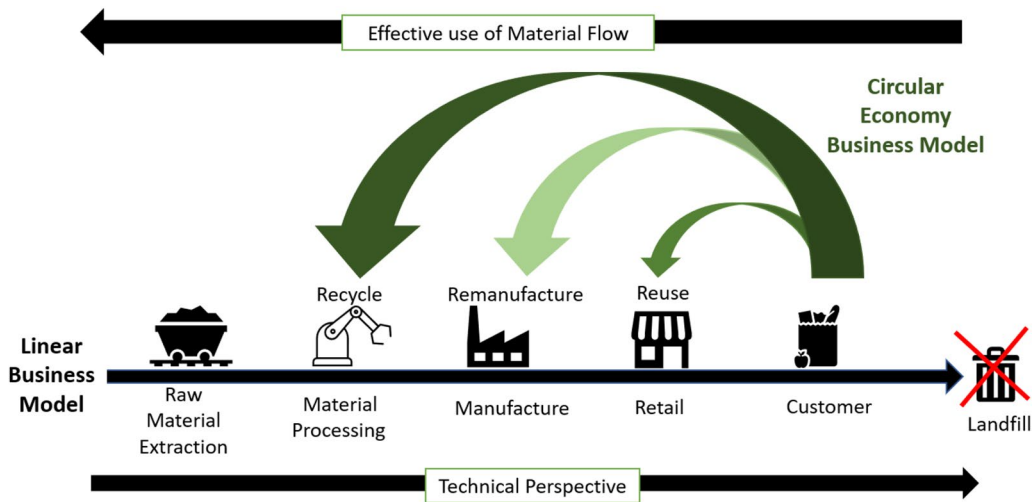 Effective use of Material Flow
Circular
Economy
Business Model
Recycle
Remanufacture
Reuse
Linear
Business
Model
Raw
Material
Extraction
Material
Processing
Manufacture
Retail
Customer
Landfill
Technical Perspective